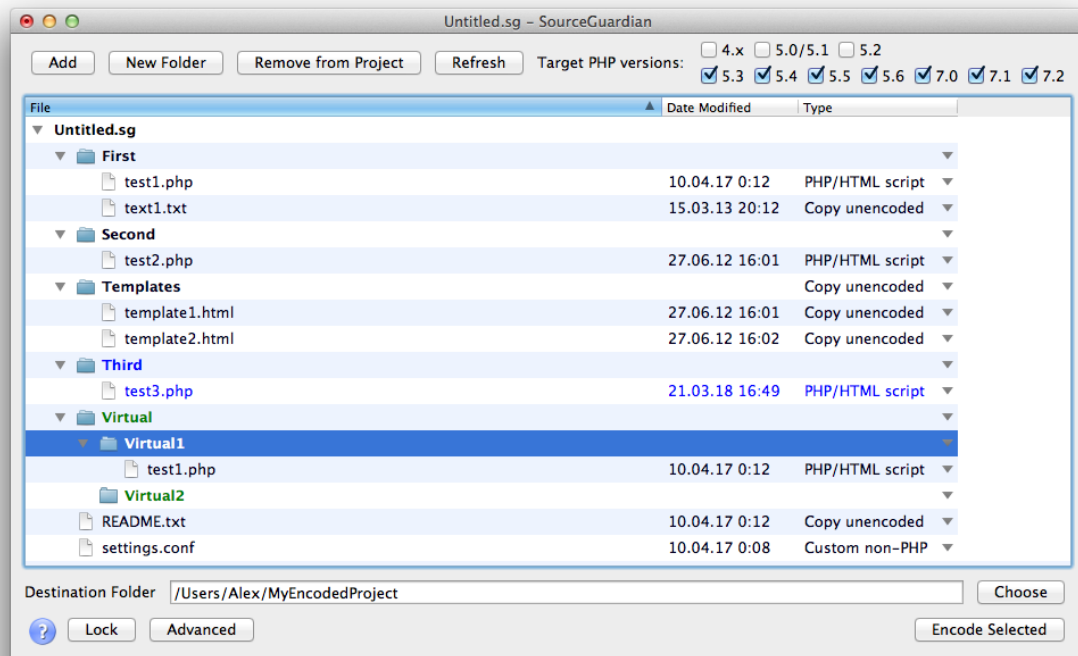 Untitled.sg – SourceGuardian
Add New Folder Remove from Project Refresh Target PHP versions: 4.x 5.0/5.1 5.2
5.3 5.4 5.5 5.6 7.0 7.1 7.2
File Date Modified Type
Untitled.sg
First
test1.php 10.04.17 0:12 PHP/HTML script
text1.txt 15.03.13 20:12 Copy unencoded
Second
test2.php 27.06.12 16:01 PHP/HTML script
Templates Copy unencoded
template1.html 27.06.12 16:01 Copy unencoded
template2.html 27.06.12 16:02 Copy unencoded
Third
test3.php 21.03.18 16:49 PHP/HTML script
Virtual
Virtual1
test1.php 10.04.17 0:12 PHP/HTML script
Virtual2
README.txt 10.04.17 0:12 Copy unencoded
settings.conf 10.04.17 0:08 Custom non-PHP
Destination Folder /Users/Alex/MyEncodedProject Choose
? Lock Advanced Encode Selected